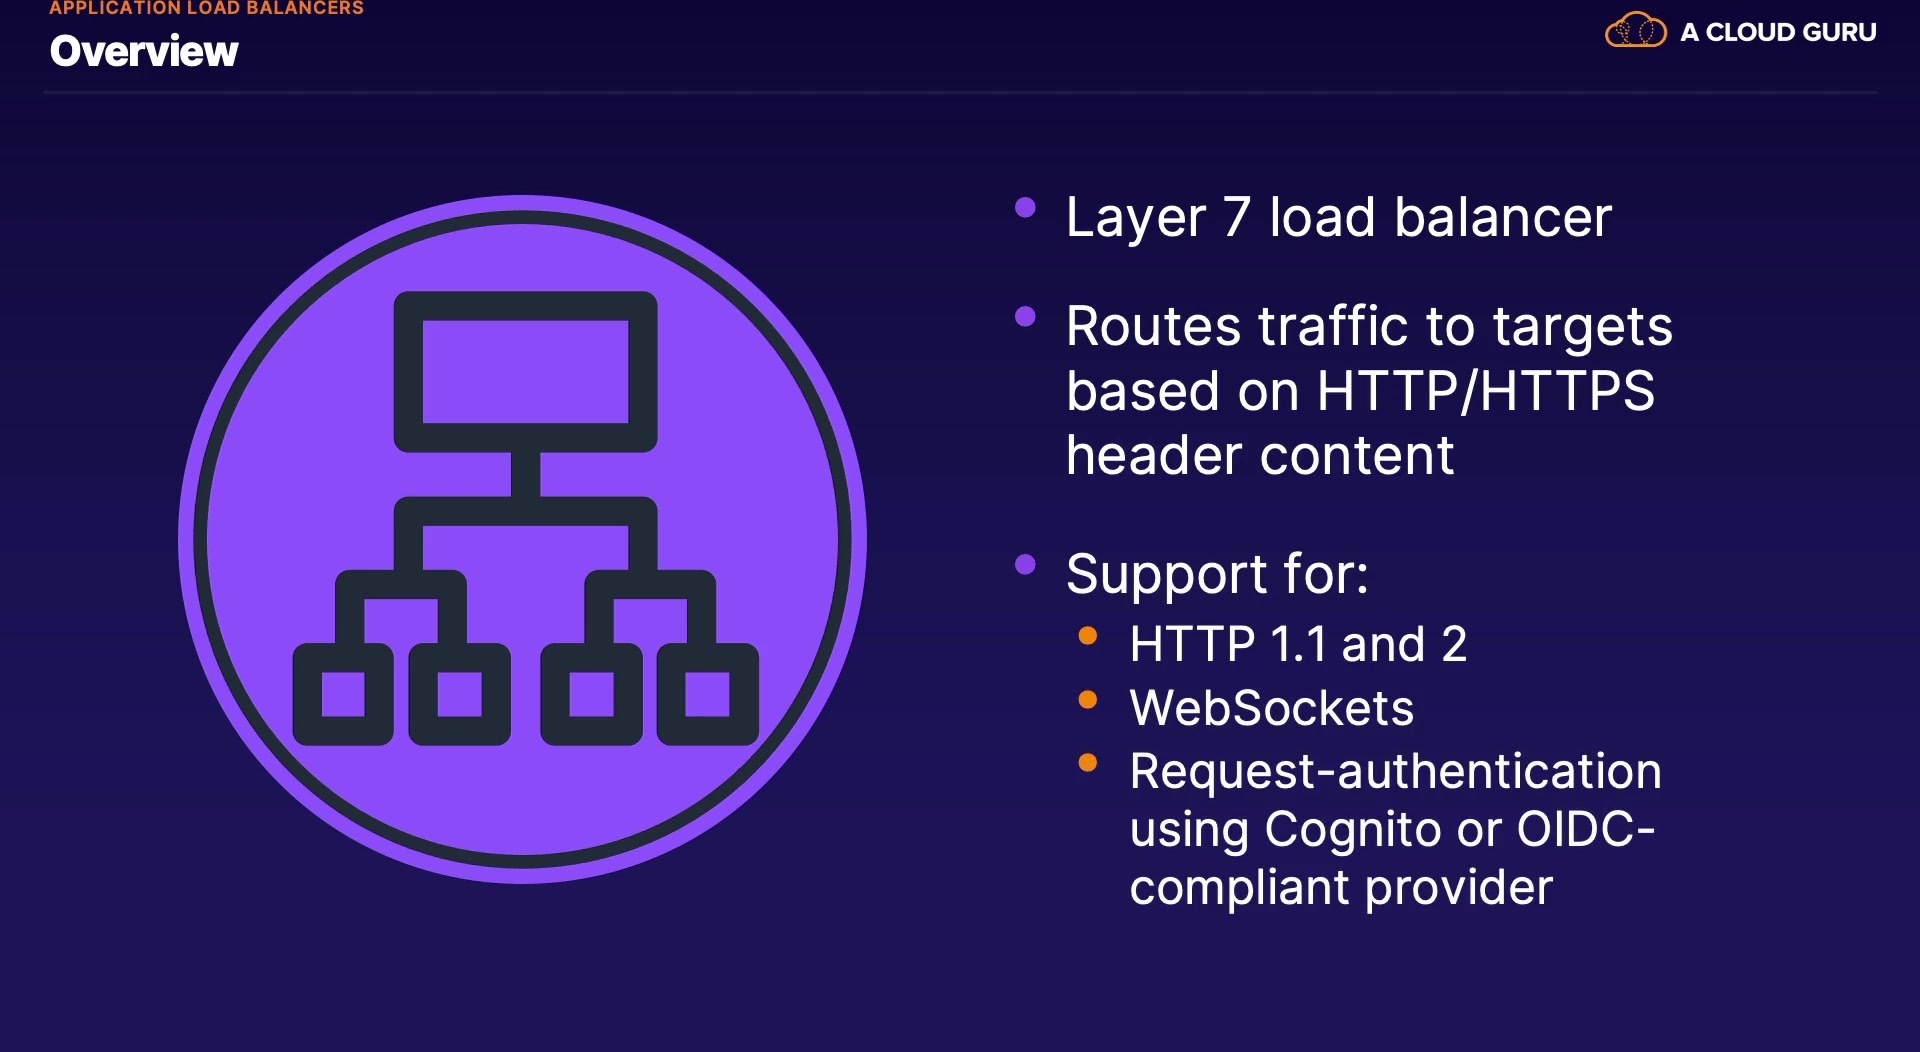 APPLICATION LOAD BALANCERS
Overview
A CLOUD GURU
Layer 7 load balancer
Routes traffic to targets
based on HTTP/HTTPS
header content
Support for:
HTTP 1.1 and 2
WebSockets
Request-authentication
using Cognito or OIDC-
compliant provider